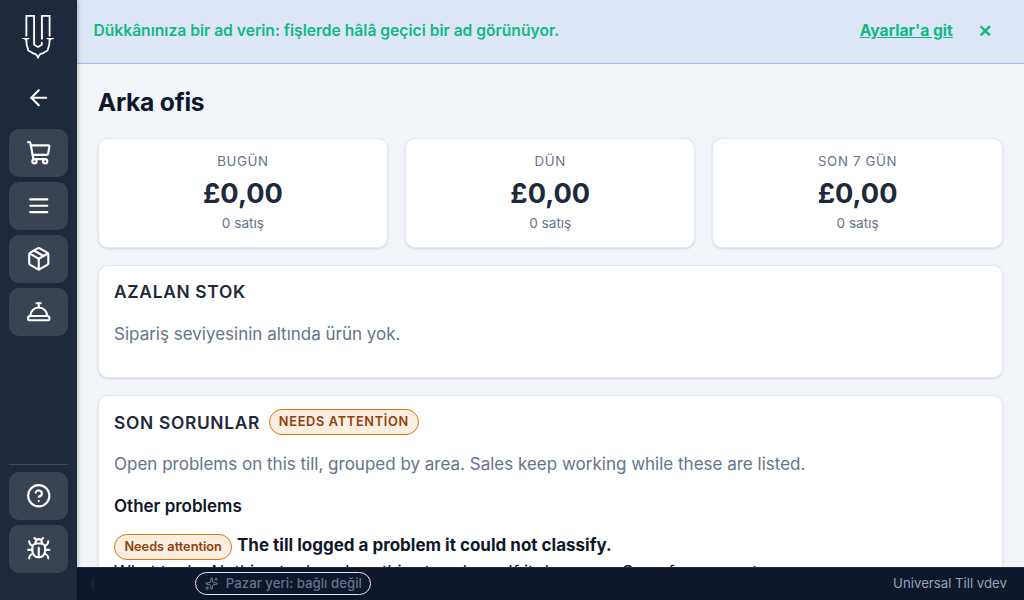 Dükkânınıza bir ad verin: fişlerde hâlâ geçici bir ad görünüyor.
Ayarlar'a git ✕
Arka ofis
BUGÜN
£0,00
0 satış
DÜN
£0,00
0 satış
SON 7 GÜN
£0,00
0 satış
AZALAN STOK
Sipariş seviyesinin altında ürün yok.
SON SORUNLAR NEEDS ATTENTİON
Open problems on this till, grouped by area. Sales keep working while these are listed.
Other problems
Needs attention The till logged a problem it could not classify.
Pazar yeri: bağlı değil
Universal Till vdev